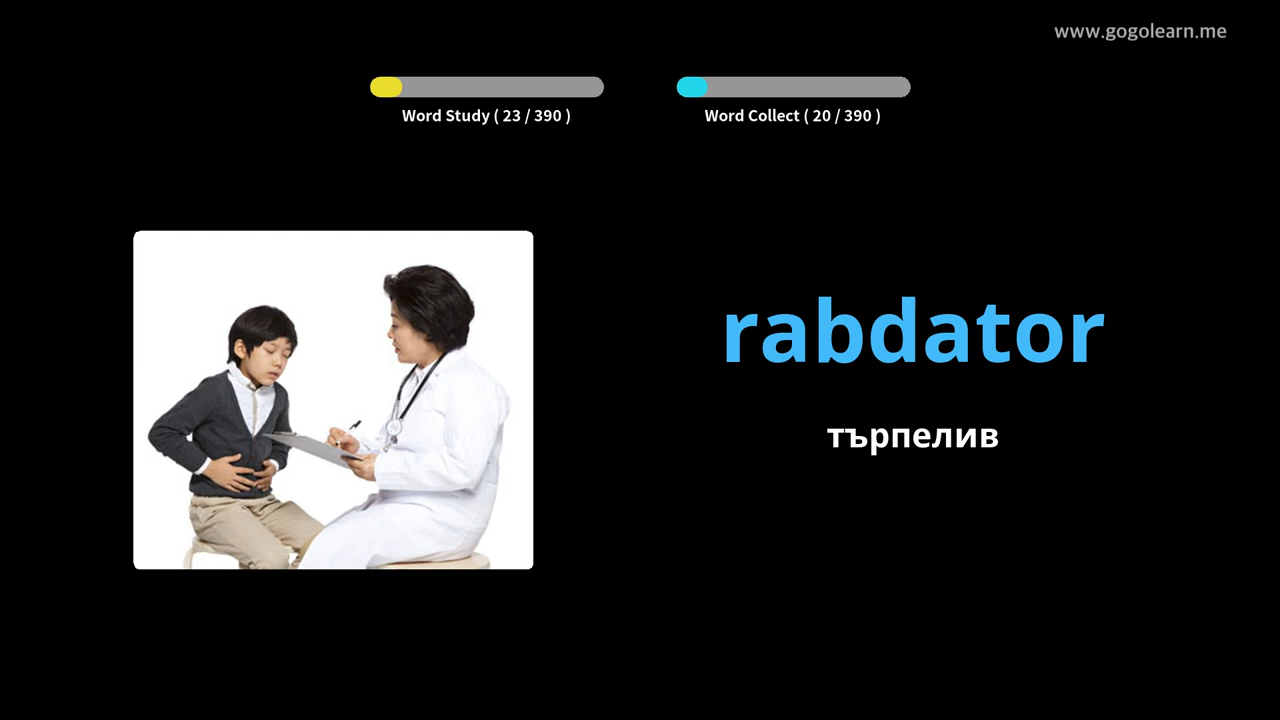 www.gogolearn.me
Word Study ( 23 / 390 )
Word Collect ( 20 / 390 )
rabdator
търпелив